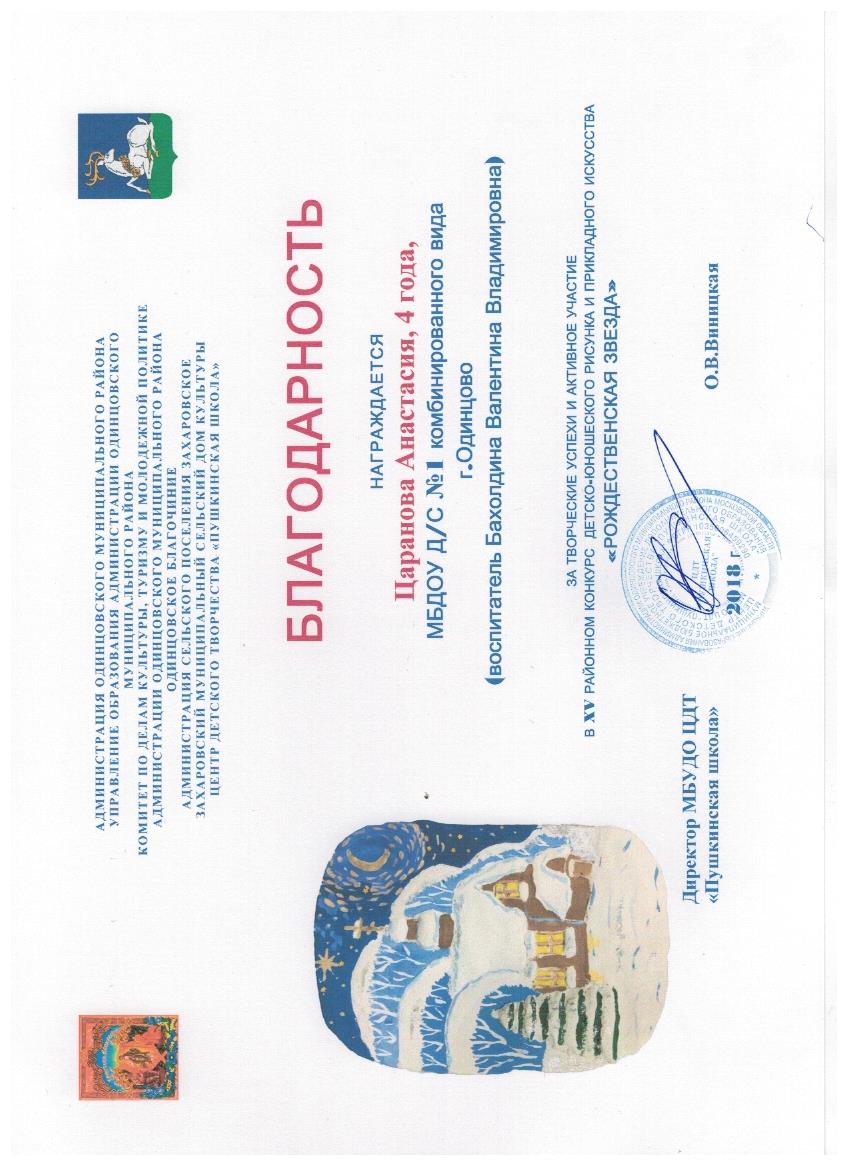 АДМИНИСТРАЦИЯ ОДИНЦОВСКОГО МУНИЦИПАЛЬНОГО РАЙОНА
УПРАВЛЕНИЕ ОБРАЗОВАНИЯ АДМИНИСТРАЦИИ ОДИНЦОВСКОГО
МУНИЦИПАЛЬНОГО РАЙОНА
КОМИТЕТ ПО ДЕЛАМ КУЛЬТУРЫ, ТУРИЗМУ И МОЛОДЕЖНОЙ ПОЛИТИКЕ
АДМИНИСТРАЦИИ ОДИНЦОВСКОГО МУНИЦИПАЛЬНОГО РАЙОНА
ОДИНЦОВСКОЕ БЛАГОЧИНИЕ
АДМИНИСТРАЦИЯ СЕЛЬСКОГО ПОСЕЛЕНИЯ ЗАХАРОВСКОЕ
ЗАХАРОВСКИЙ МУНИЦИПАЛЬНЫЙ СЕЛЬСКИЙ ДОМ КУЛЬТУРЫ
ЦЕНТР ДЕТСКОГО ТВОРЧЕСТВА «ПУШКИНСКАЯ ШКОЛА»
БЛАГОДАРНОСТЬ
НАГРАЖДАЕТСЯ
Царанова Анастасия, 4 года,
МБДОУ Д/С №1 комбинированного вида
г.Одинцово
(воспитатель Бахолдина Валентина Владимировна)
ЗА ТВОРЧЕСКИЕ УСПЕХИ И АКТИВНОЕ УЧАСТИЕ
В XV РАЙОННОМ КОНКУРС ДЕТСКО-ЮНОШЕСКОГО РИСУНКА И ПРИКЛАДНОГО ИСКУССТВА
«РОЖДЕСТВЕНСКАЯ ЗВЕЗДА»
Директор МБУДО ЦДТ
«Пушкинская школа»
О.В.Виницкая
ЦДТ
ШКОЛА"
2018 г